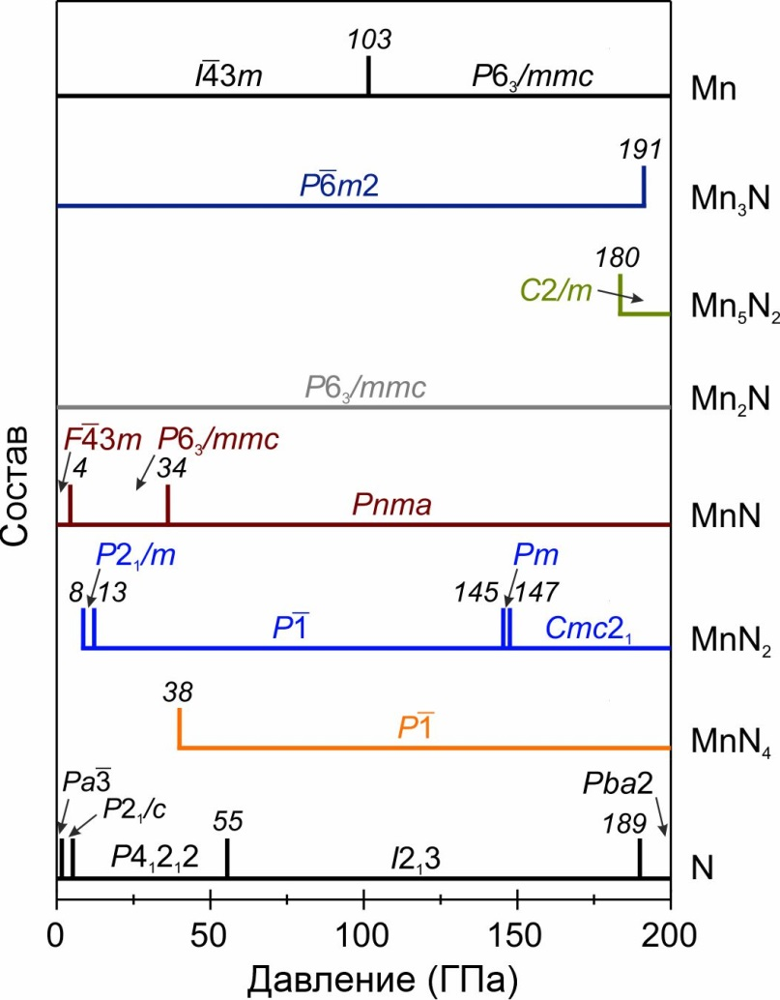 103
I4̅3m P6₃/mmc Mn
191
P6̅m2 Mn₃N
180
C2/m Mn₅N₂
P6₃/mmc Mn₂N
F4̅3m P6₃/mmc
4 34
Pnma MnN
P2₁/m Pm
8 13 145 147
P1̅ Cmc2₁ MnN₂
38
P1̅ MnN₄
Pa3̅ Pba2
P2₁/c 55 189
P4₁2₁2 I2₁3 N
Состав
0 50 100 150 200
Давление (ГПа)